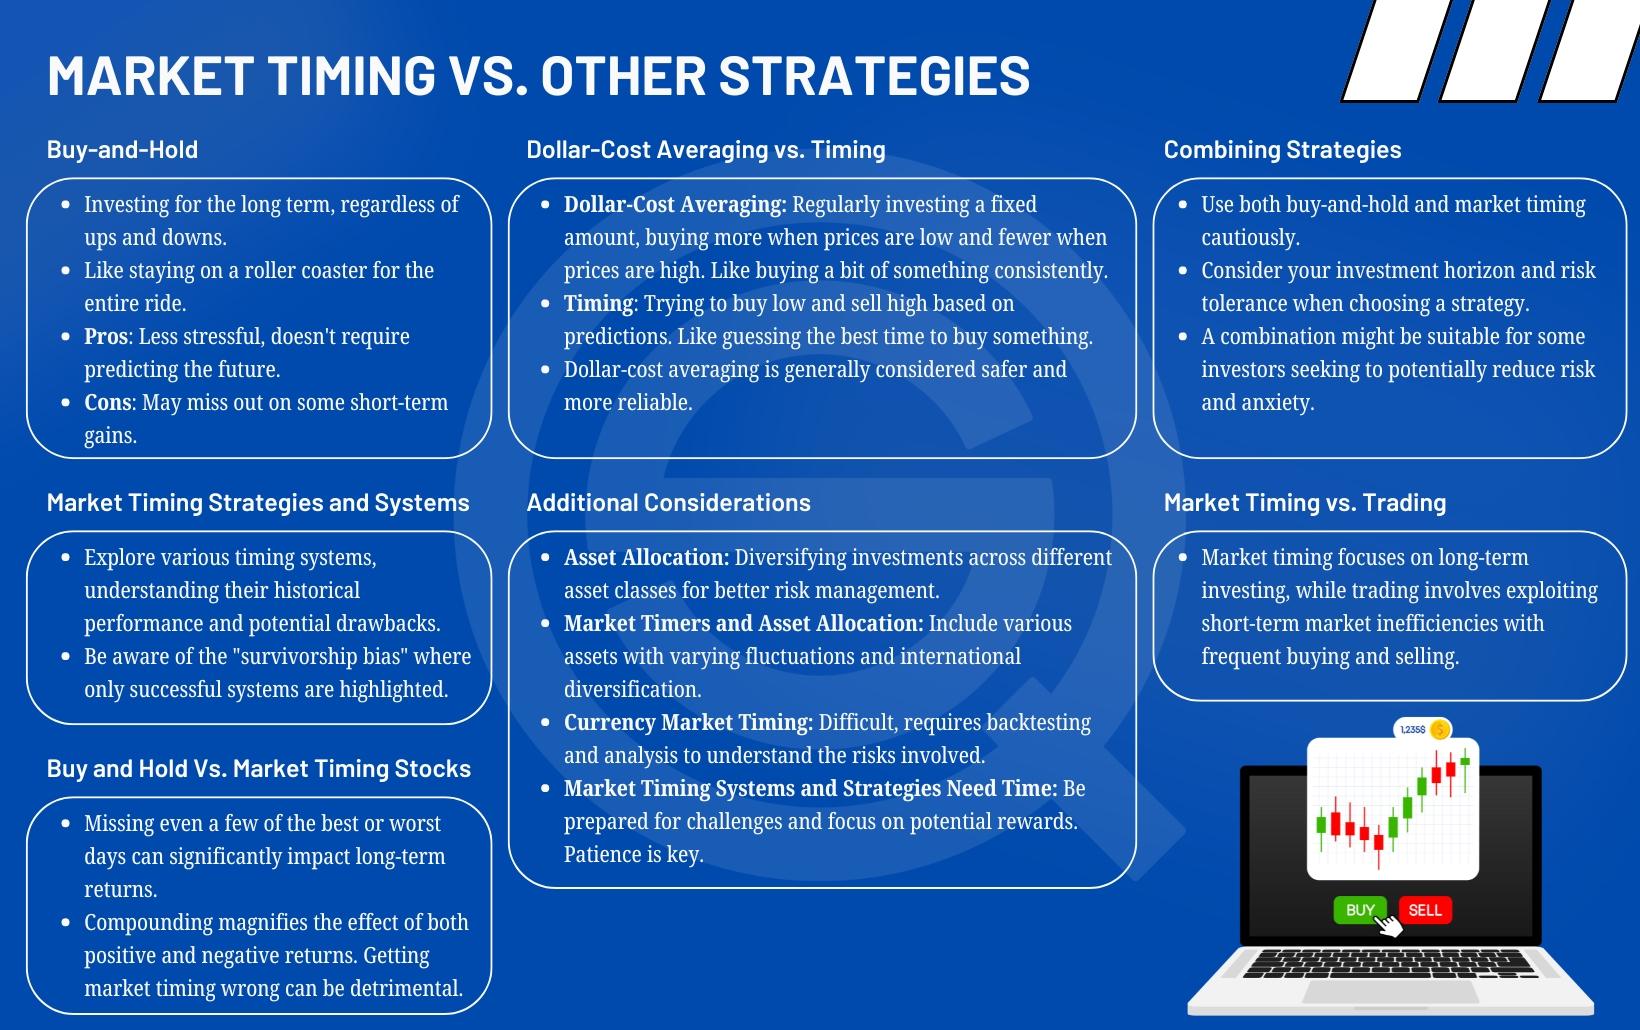 MARKET TIMING VS. OTHER STRATEGIES
Buy-and-Hold
• Investing for the long term, regardless of
ups and downs.
• Like staying on a roller coaster for the
entire ride.
• Pros: Less stressful, doesn't require
predicting the future.
• Cons: May miss out on some short-term
gains.
Dollar-Cost Averaging vs. Timing
• Dollar-Cost Averaging: Regularly investing a fixed
amount, buying more when prices are low and fewer when
prices are high. Like buying a bit of something consistently.
• Timing: Trying to buy low and sell high based on
predictions. Like guessing the best time to buy something.
• Dollar-cost averaging is generally considered safer and
more reliable.
Combining Strategies
• Use both buy-and-hold and market timing
cautiously.
• Consider your investment horizon and risk
tolerance when choosing a strategy.
• A combination might be suitable for some
investors seeking to potentially reduce risk
and anxiety.
Market Timing Strategies and Systems
• Explore various timing systems,
understanding their historical
performance and potential drawbacks.
• Be aware of the "survivorship bias" where
only successful systems are highlighted.
Additional Considerations
• Asset Allocation: Diversifying investments across different
asset classes for better risk management.
• Market Timers and Asset Allocation: Include various
assets with varying fluctuations and international
diversification.
• Currency Market Timing: Difficult, requires backtesting
and analysis to understand the risks involved.
• Market Timing Systems and Strategies Need Time: Be
prepared for challenges and focus on potential rewards.
Patience is key.
Market Timing vs. Trading
• Market timing focuses on long-term
investing, while trading involves exploiting
short-term market inefficiencies with
frequent buying and selling.
Buy and Hold Vs. Market Timing Stocks
• Missing even a few of the best or worst
days can significantly impact long-term
returns.
• Compounding magnifies the effect of both
positive and negative returns. Getting
market timing wrong can be detrimental.
1,235$ $
BUY SELL